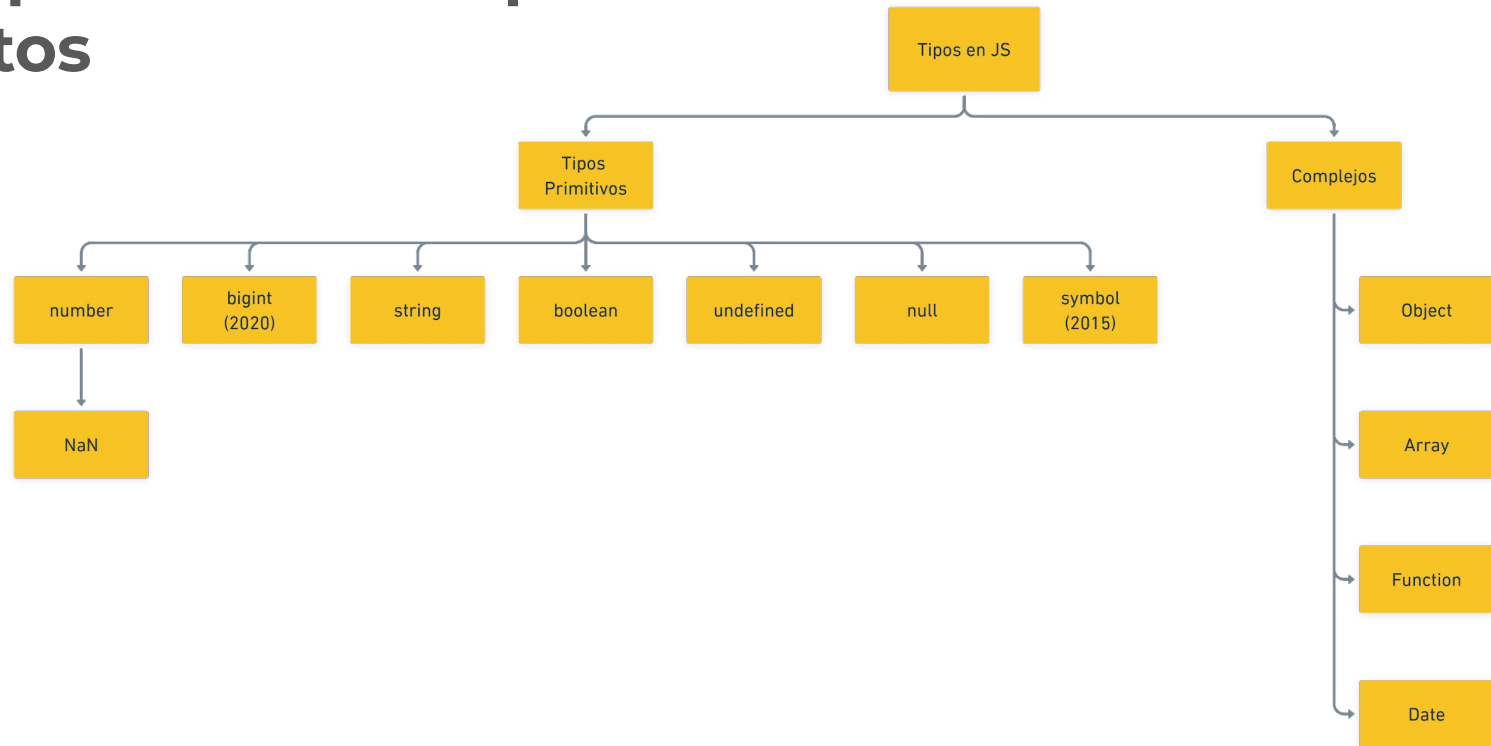 tos
Tipos en JS
Tipos
Primitivos
Complejos
number
bigint
(2020)
string
boolean
undefined
null
symbol
(2015)
Object
NaN
Array
Function
Date